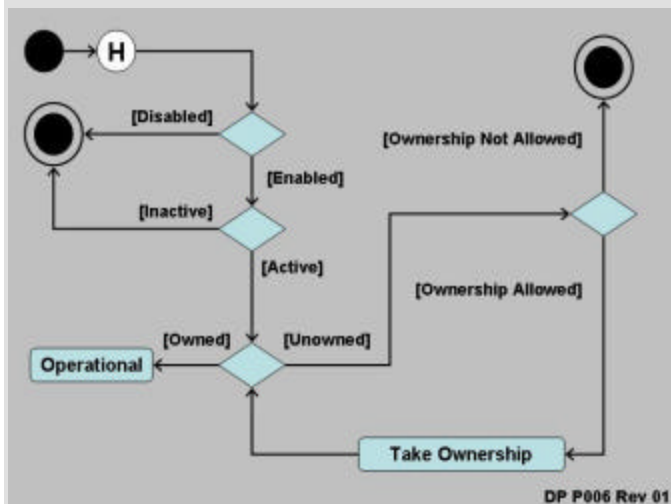 H
[Disabled]
[Ownership Not Allowed]
[Enabled]
[Inactive]
[Active]
[Ownership Allowed]
[Owned]
[Unowned]
Operational
Take Ownership
DP P006 Rev 01